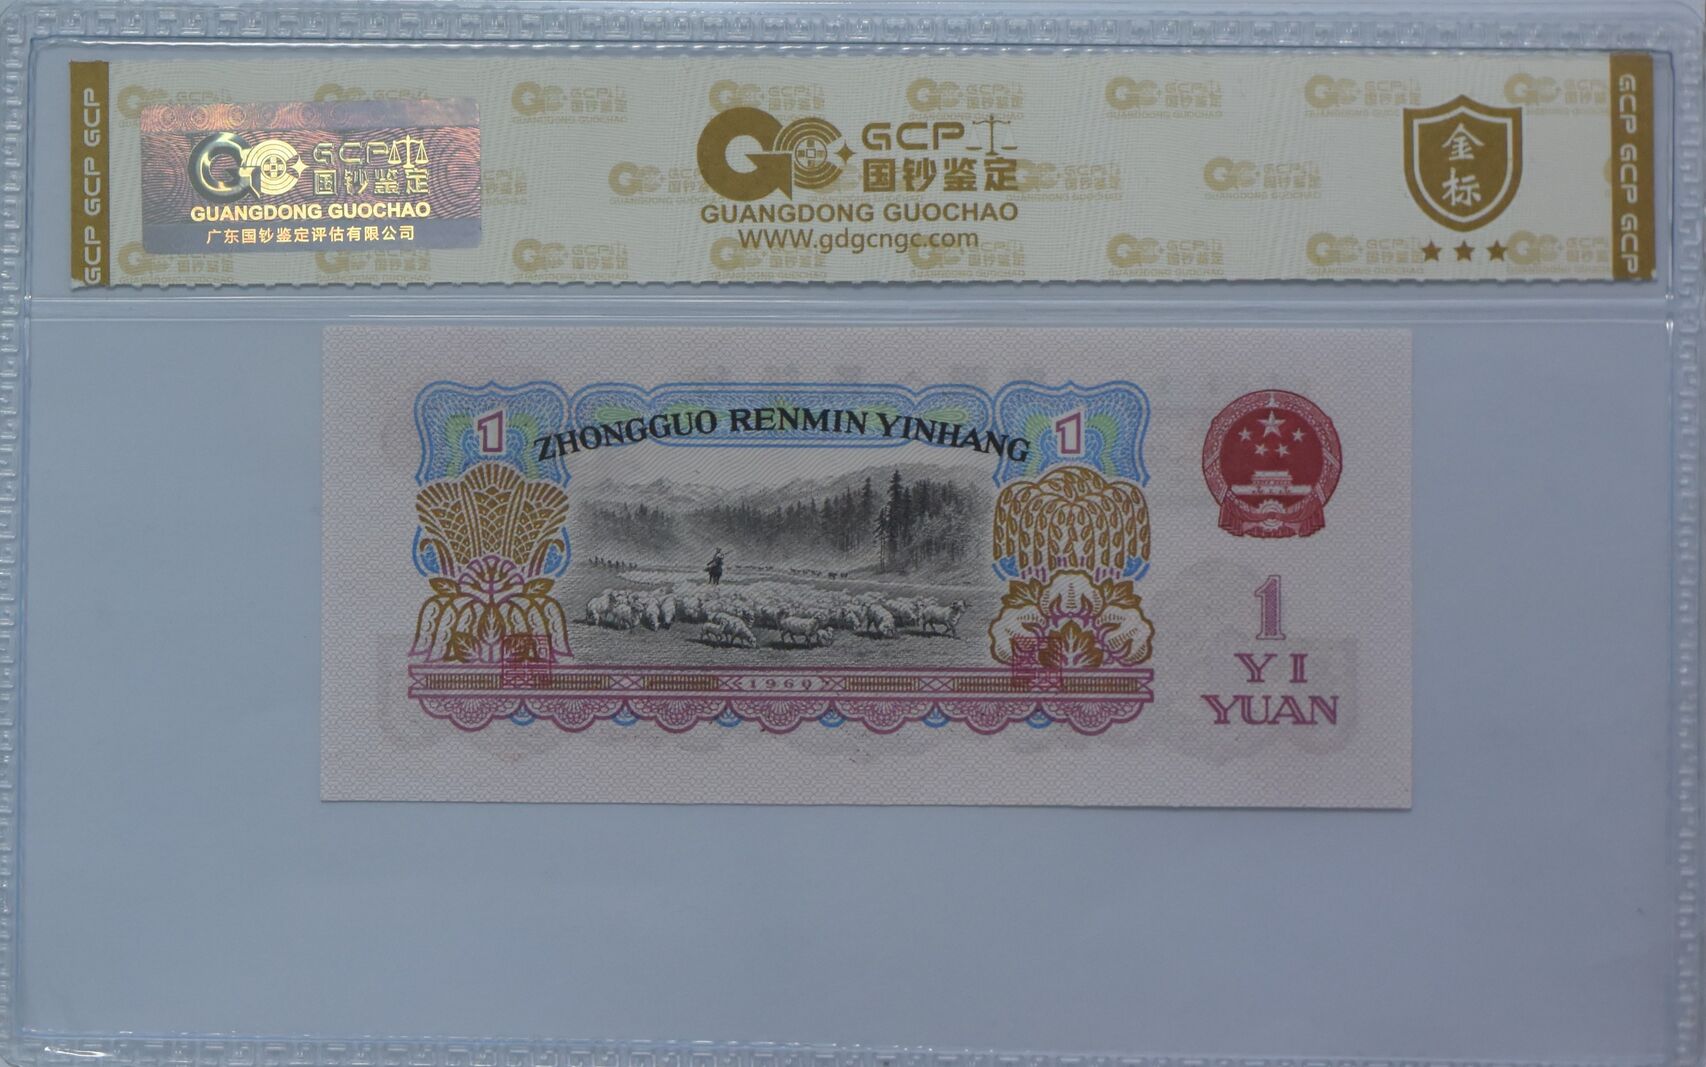 GCP GCP GCP
GCP
国钞鉴定
GUANGDONG GUOCHAO
广东国钞鉴定评估有限公司
GCP
国钞鉴定
GUANGDONG GUOCHAO
WWW.gdgcngc.com
金标
GCP GCP GCP
ZHONGGUO RENMIN YINHANG
1
1
1960
1
YI
YUAN